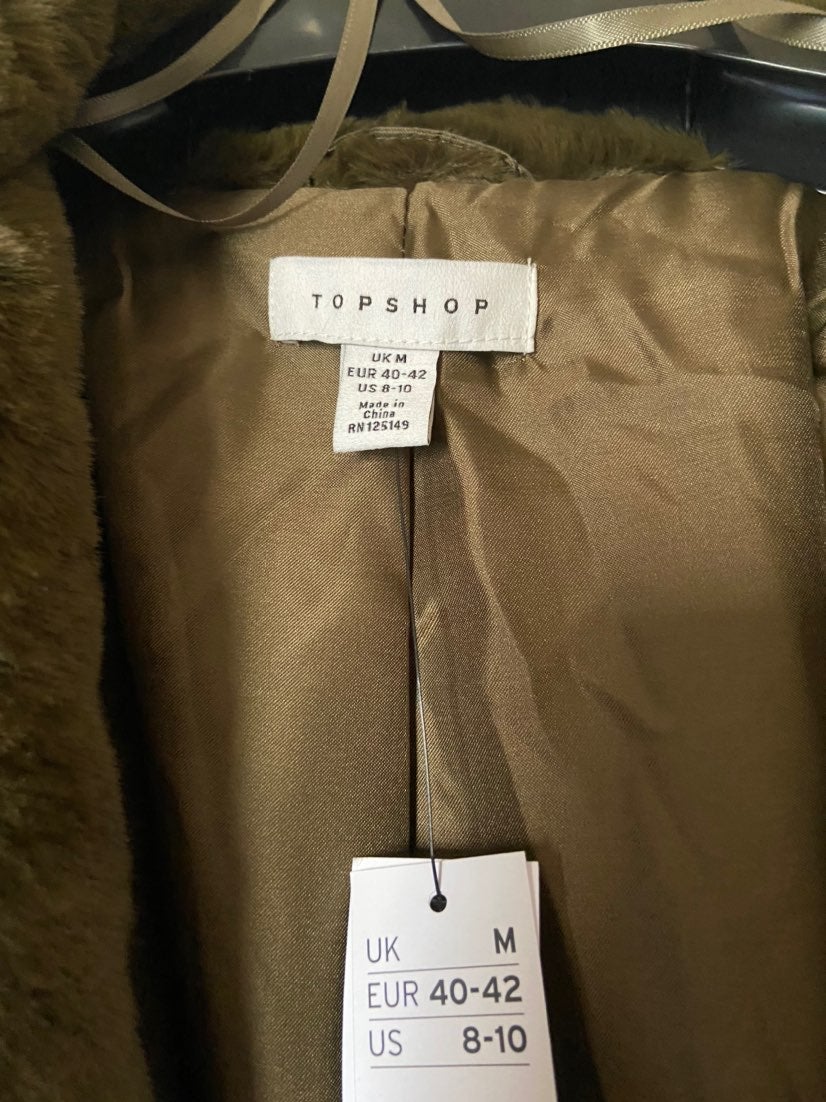 TOPSHOP
UK M
EUR 40-42
US 8-10
Made in
China
RN125149
UK M
EUR 40-42
US 8-10